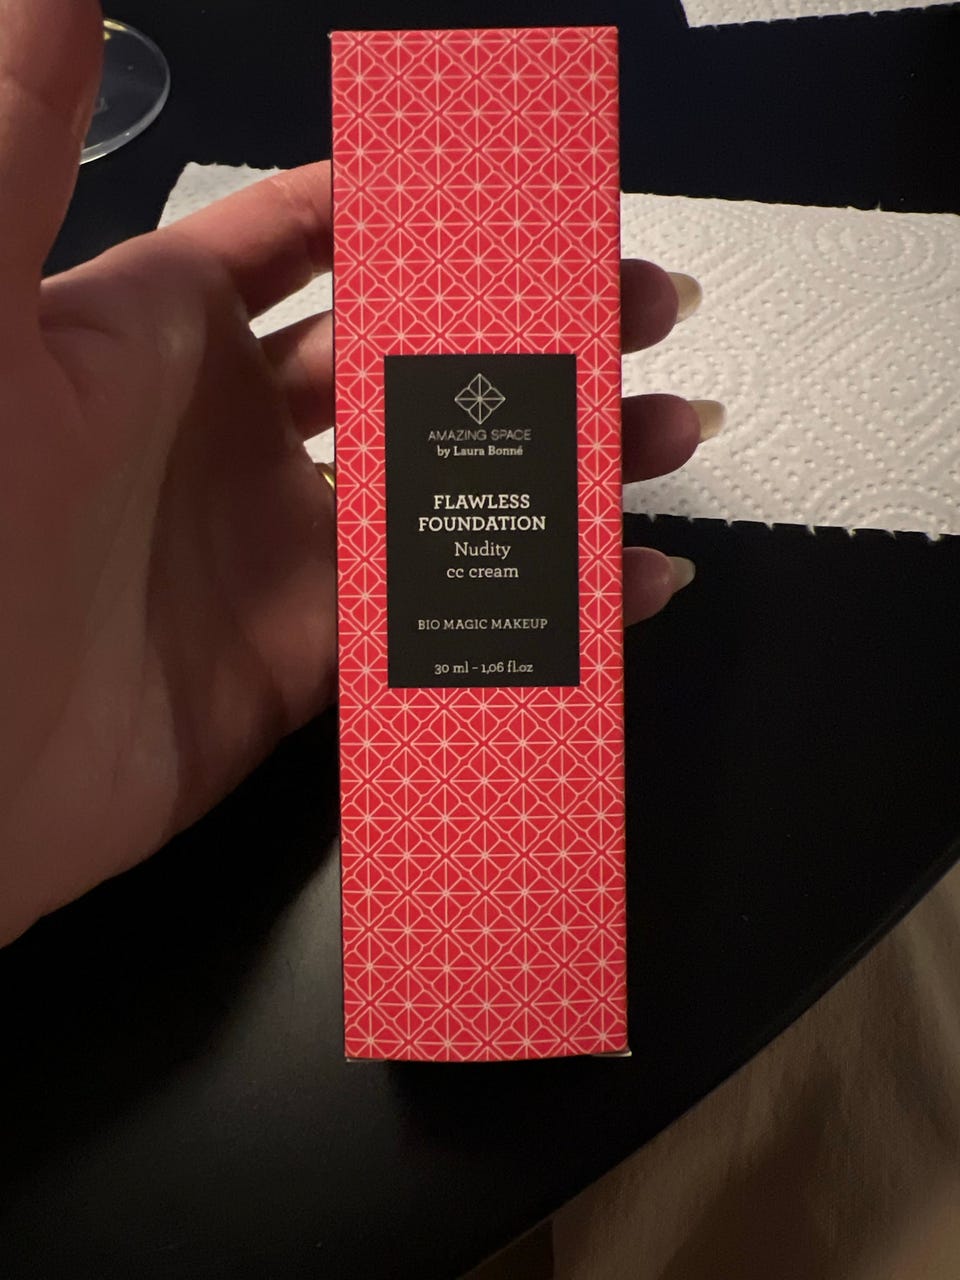 AMAZING SPACE
by Laura Bonné
FLAWLESS
FOUNDATION
Nudity
cc cream
BIO MAGIC MAKEUP
30 ml - 1,06 fl.oz